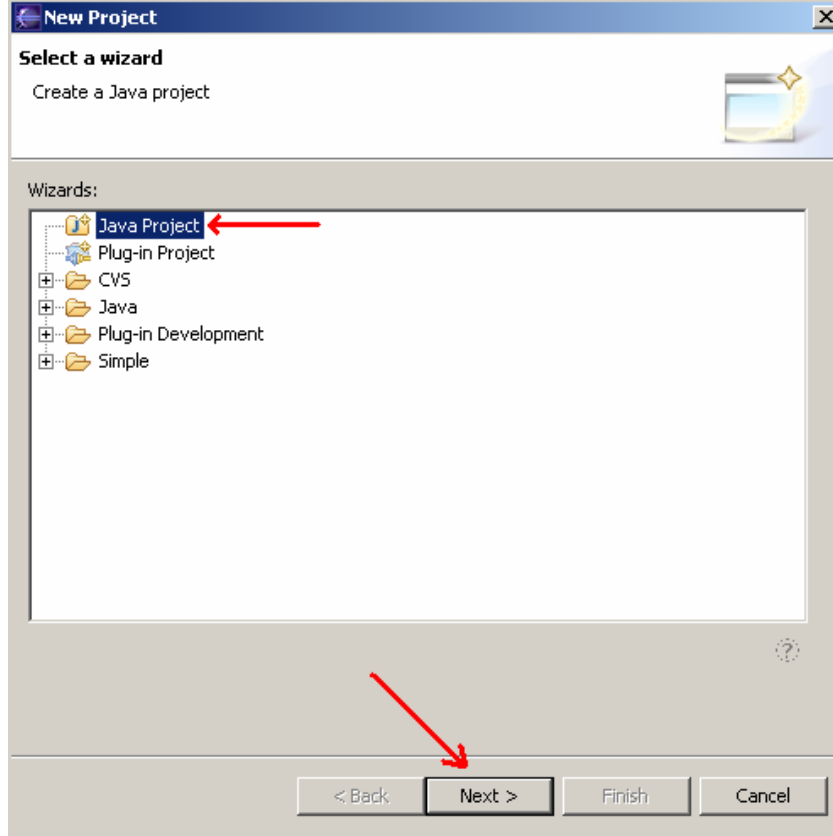 New Project
Select a wizard
Create a Java project
Wizards:
Java Project
Plug-in Project
CVS
Java
Plug-in Development
Simple
< Back Next > Finish Cancel